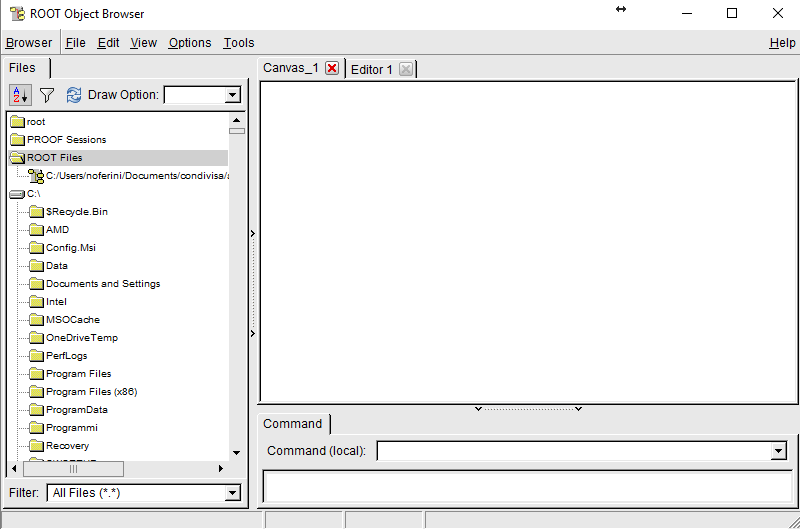 ROOT Object Browser
Browser File Edit View Options Tools Help
Files
Canvas_1 Editor 1
Draw Option:
root
PROOF Sessions
ROOT Files
C:/Users/noferini/Documents/condivisa/
C:\
$Recycle.Bin
AMD
Config.Msi
Data
Documents and Settings
Intel
MSOCache
OneDriveTemp
PerfLogs
Program Files
Program Files (x86)
ProgramData
Programmi
Recovery
Filter: All Files (*.*)
Command
Command (local):